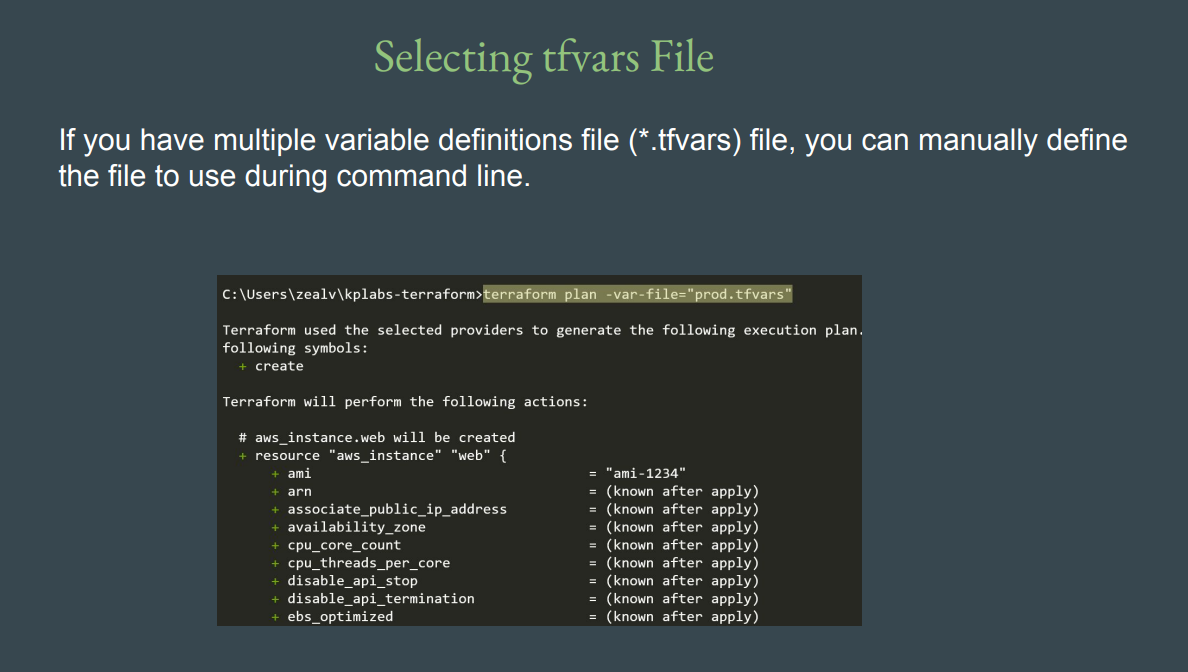 Selecting tfvars File
If you have multiple variable definitions file (*.tfvars) file, you can manually define
the file to use during command line.
C:\Users\zealv\kplabs-terraform>terraform plan -var-file="prod.tfvars"
Terraform used the selected providers to generate the following execution plan.
following symbols:
+ create
Terraform will perform the following actions:
# aws_instance.web will be created
+ resource "aws_instance" "web" {
+ ami = "ami-1234"
+ arn = (known after apply)
+ associate_public_ip_address = (known after apply)
+ availability_zone = (known after apply)
+ cpu_core_count = (known after apply)
+ cpu_threads_per_core = (known after apply)
+ disable_api_stop = (known after apply)
+ disable_api_termination = (known after apply)
+ ebs_optimized = (known after apply)